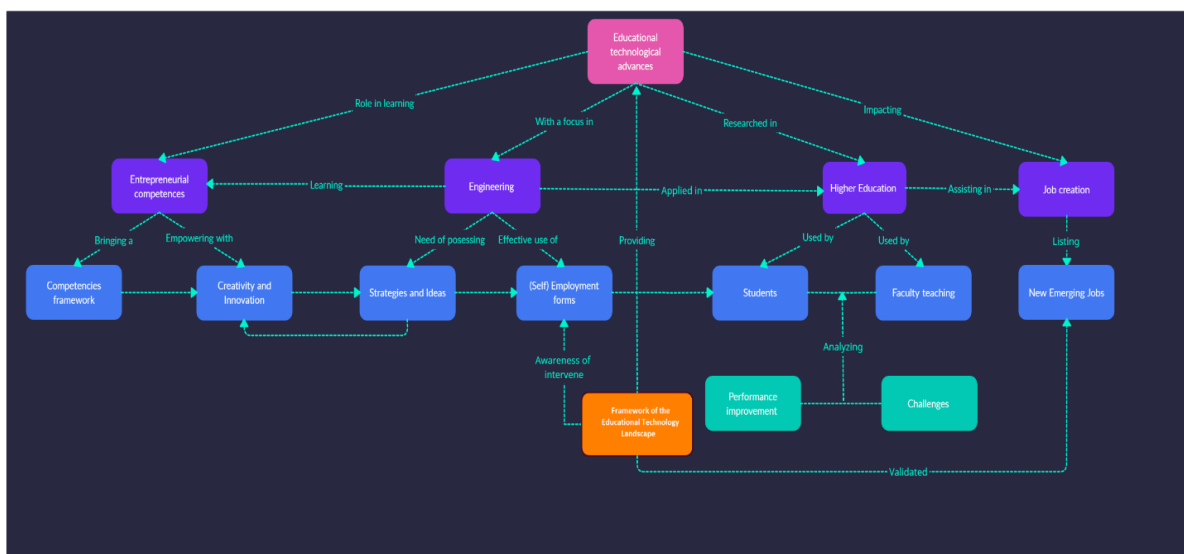 Educational
technological
advances
Role in learning
With a focus in
Researched in
Impacting
Entrepreneurial
competences
Learning
Engineering
Applied in
Higher Education
Assisting in
Job creation
Bringing a
Empowering with
Need of posessing
Effective use of
Providing
Used by
Used by
Listing
Competencies
framework
Creativity and
Innovation
Strategies and Ideas
(Self) Employment
forms
Students
Faculty teaching
New Emerging Jobs
Analyzing
Awareness of
intervene
Performance
improvement
Challenges
Framework of the
Educational Technology
Landscape
Validated